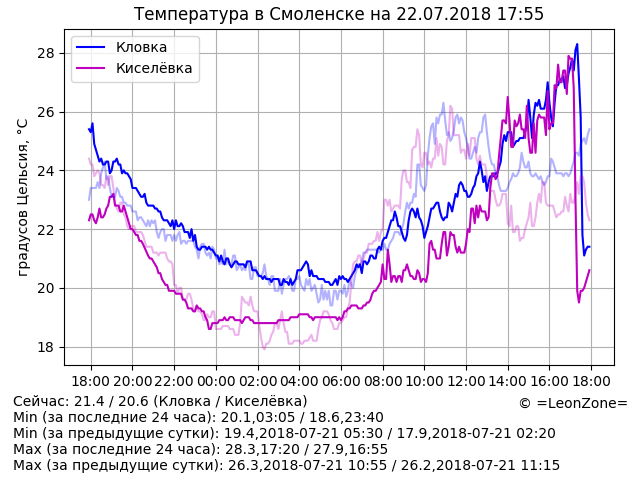 Температура в Смоленске на 22.07.2018 17:55
Кловка
Киселёвка
градусов Цельсия, °C
28
26
24
22
20
18
18:00 20:00 22:00 00:00 02:00 04:00 06:00 08:00 10:00 12:00 14:00 16:00 18:00
Сейчас: 21.4 / 20.6 (Кловка / Киселёвка)
© =LeonZone=
Min (за последние 24 часа): 20.1,03:05 / 18.6,23:40
Min (за предыдущие сутки): 19.4,2018-07-21 05:30 / 17.9,2018-07-21 02:20
Max (за последние 24 часа): 28.3,17:20 / 27.9,16:55
Max (за предыдущие сутки): 26.3,2018-07-21 10:55 / 26.2,2018-07-21 11:15